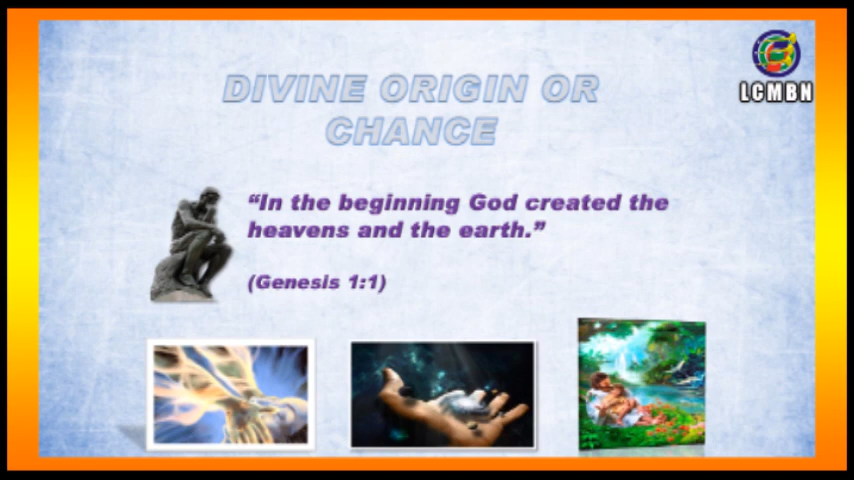 LCMBN
DIVINE ORIGIN OR
CHANCE
“In the beginning God created the
heavens and the earth.”
(Genesis 1:1)